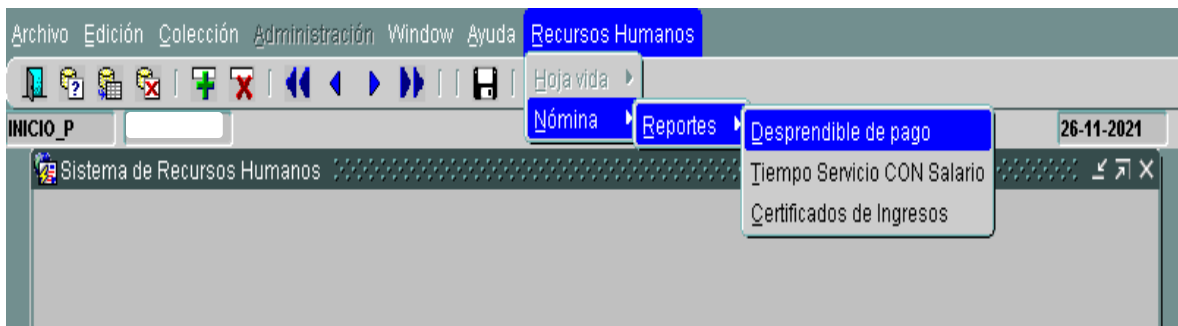 Archivo Edición Colección Administración Window Ayuda Recursos Humanos
Hoja vida
INICIO_P Nómina Reportes Desprendible de pago 26-11-2021
Sistema de Recursos Humanos Tiempo Servicio CON Salario
Certificados de Ingresos